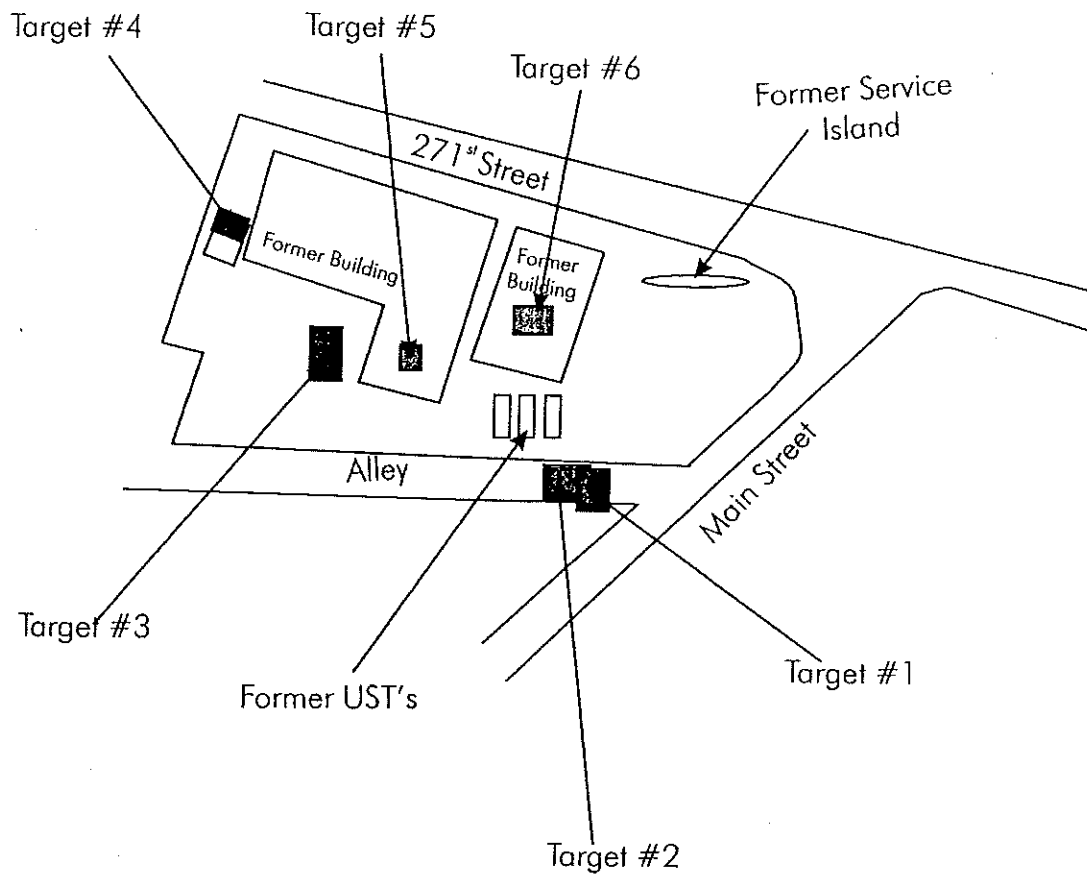 Target #4
Target #5
Target #6
Former Service
Island
271st Street
Former Building
Former
Building
Alley
Main Street
Target #3
Former UST's
Target #1
Target #2